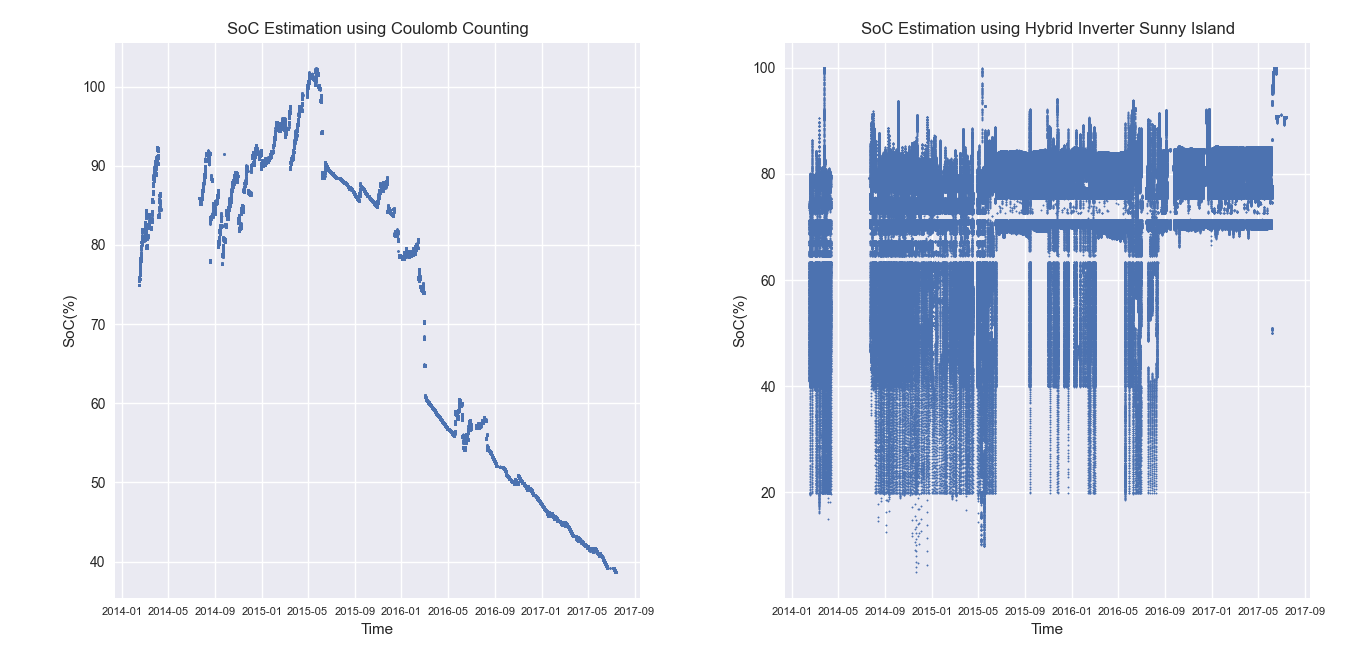 SoC Estimation using Coulomb Counting
100
90
80
70
60
50
40
SoC(%)
2014-01 2014-05 2014-09 2015-01 2015-05 2015-09 2016-01 2016-05 2016-09 2017-01 2017-05 2017-09
Time
SoC Estimation using Hybrid Inverter Sunny Island
100
80
60
40
20
SoC(%)
2014-01 2014-05 2014-09 2015-01 2015-05 2015-09 2016-01 2016-05 2016-09 2017-01 2017-05 2017-09
Time